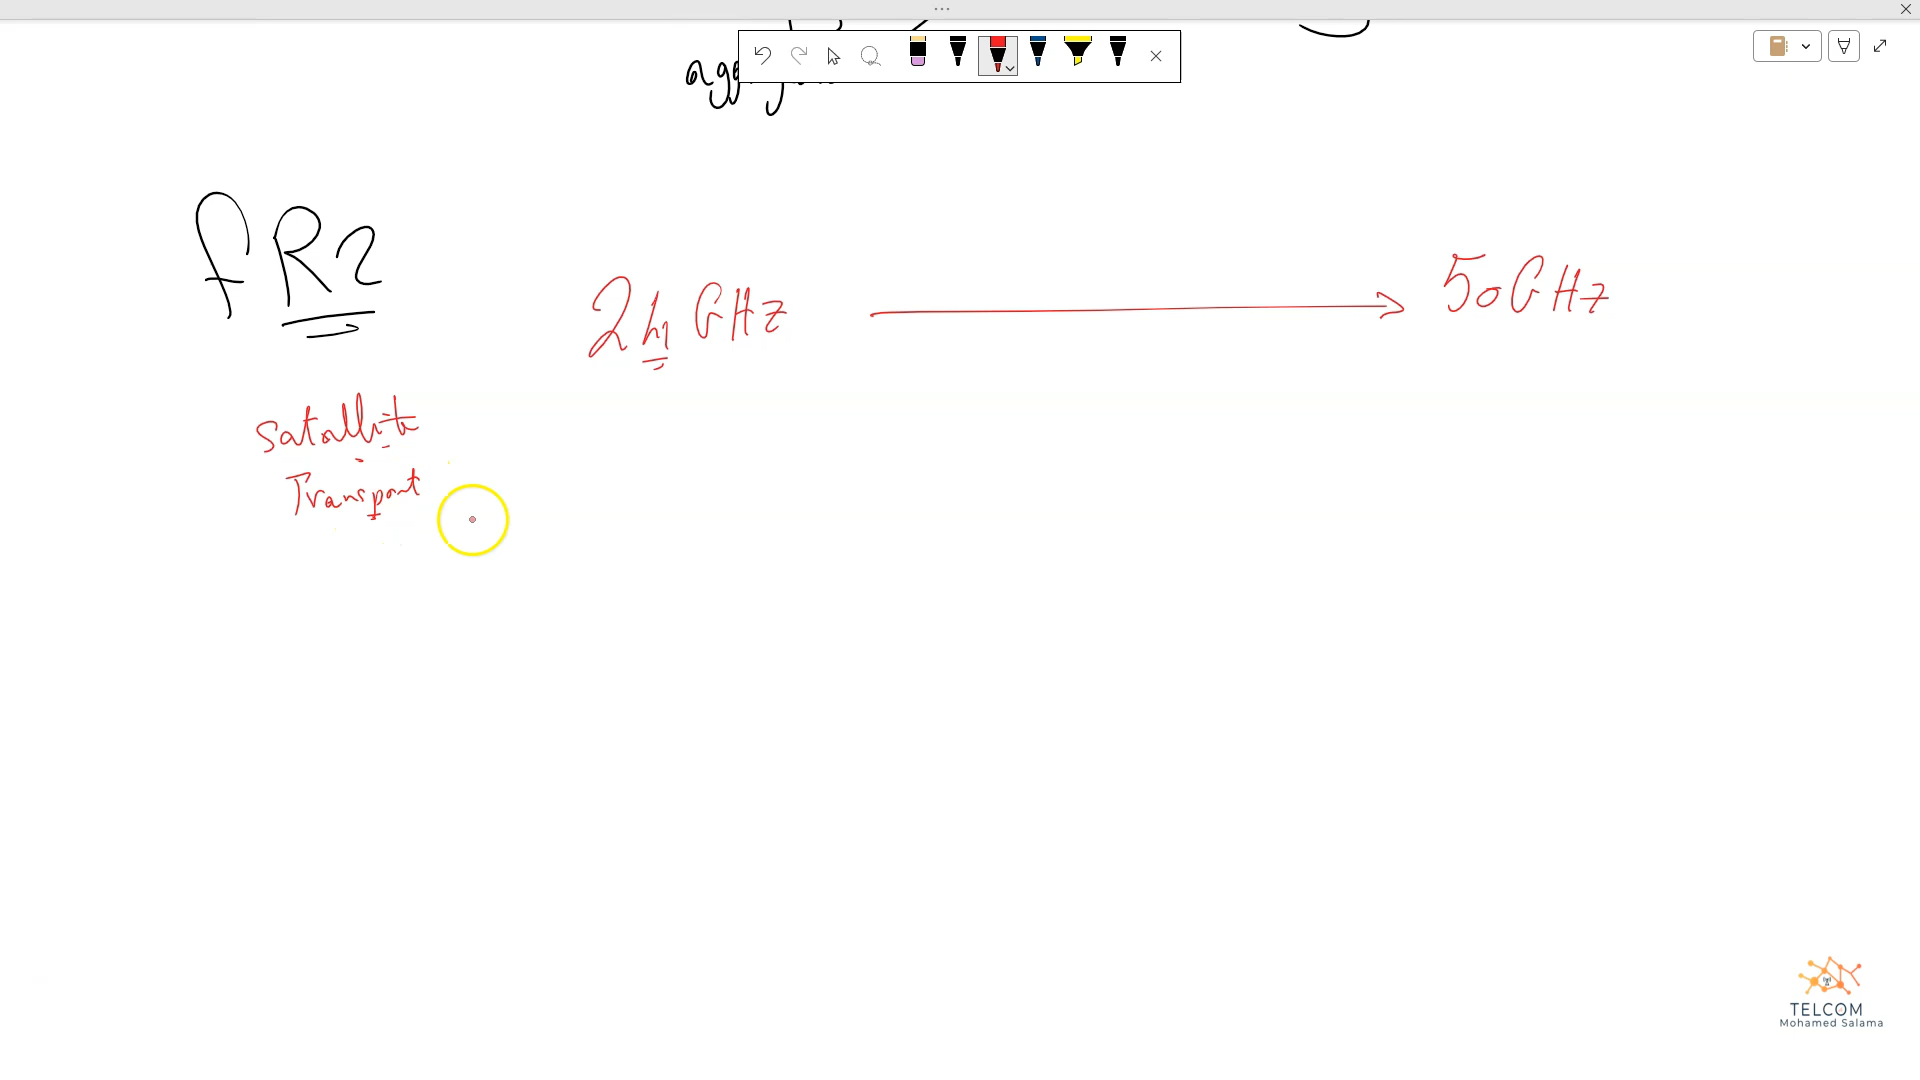 FR2
24 GHz
50 GHz
Satallite
Transport
TELCOM
Mohamed Salama